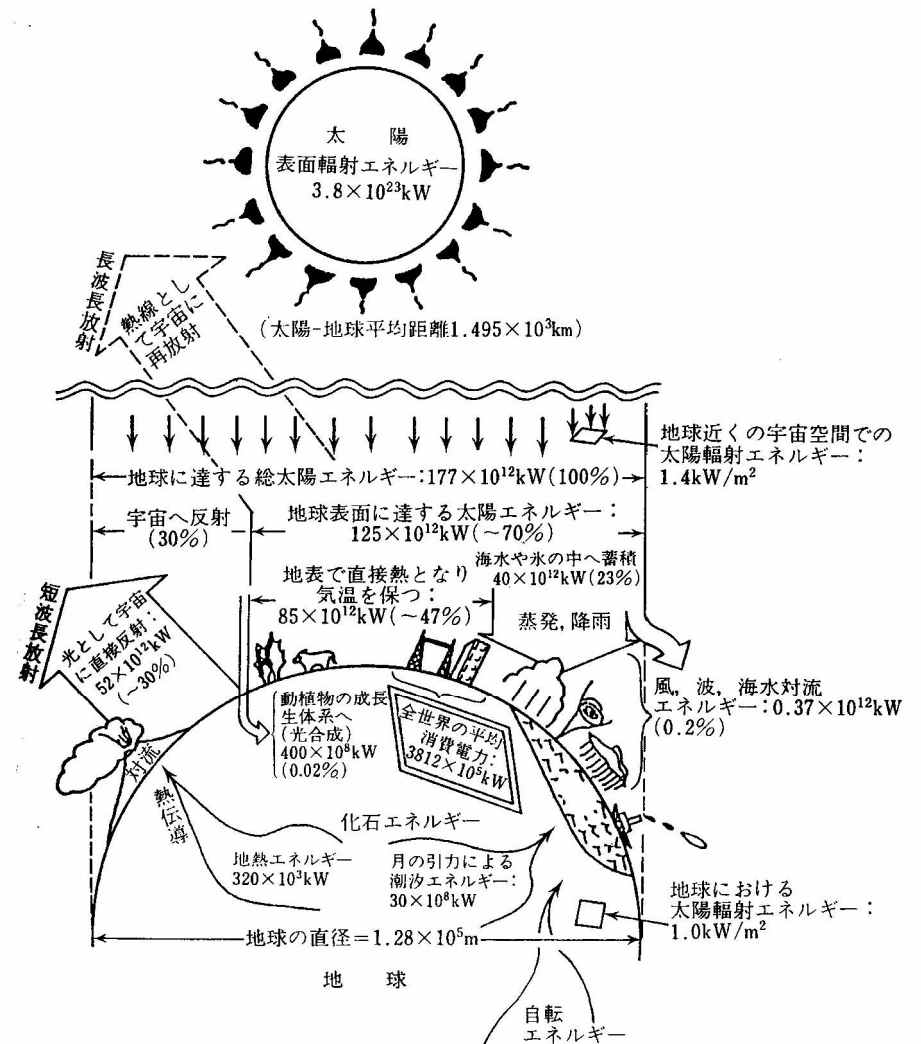 太　陽
表面輻射エネルギー
3.8×10²³kW
長波長放射
熱線とし
て宇宙に
再放射
(太陽-地球平均距離1.495×10³km)
地球近くの宇宙空間での
太陽輻射エネルギー：
1.4kW/m²
地球に達する総太陽エネルギー：177×10¹²kW(100%)
宇宙へ反射
(30%)
地球表面に達する太陽エネルギー：
125×10¹²kW(~70%)
海水や氷の中へ蓄積
40×10¹²kW(23%)
地表で直接熱となり
気温を保つ：
85×10¹²kW(~47%)
蒸発，降雨
短波長放射
光として宇宙
に直接反射：
52×10¹²kW
(~30%)
風，波，海水対流
エネルギー：0.37×10¹²kW
(0.2%)
動植物の成長
生体系へ
(光合成)
400×10⁸kW
(0.02%)
全世界の平均
消費電力：
3812×10⁵kW
対流
熱伝導
化石エネルギー
地熱エネルギー
320×10³kW
月の引力による
潮汐エネルギー：
30×10⁸kW
地球における
太陽輻射エネルギー：
1.0kW/m²
地球の直径＝1.28×10⁵m
地　球
自転
エネルギー